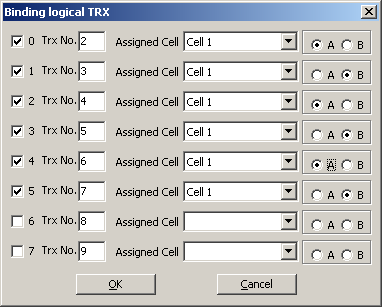 Binding logical TRX
0 Trx No. 2 Assigned Cell Cell 1 A B
1 Trx No. 3 Assigned Cell Cell 1 A B
2 Trx No. 4 Assigned Cell Cell 1 A B
3 Trx No. 5 Assigned Cell Cell 1 A B
4 Trx No. 6 Assigned Cell Cell 1 A B
5 Trx No. 7 Assigned Cell Cell 1 A B
6 Trx No. 8 Assigned Cell A B
7 Trx No. 9 Assigned Cell A B
OK Cancel